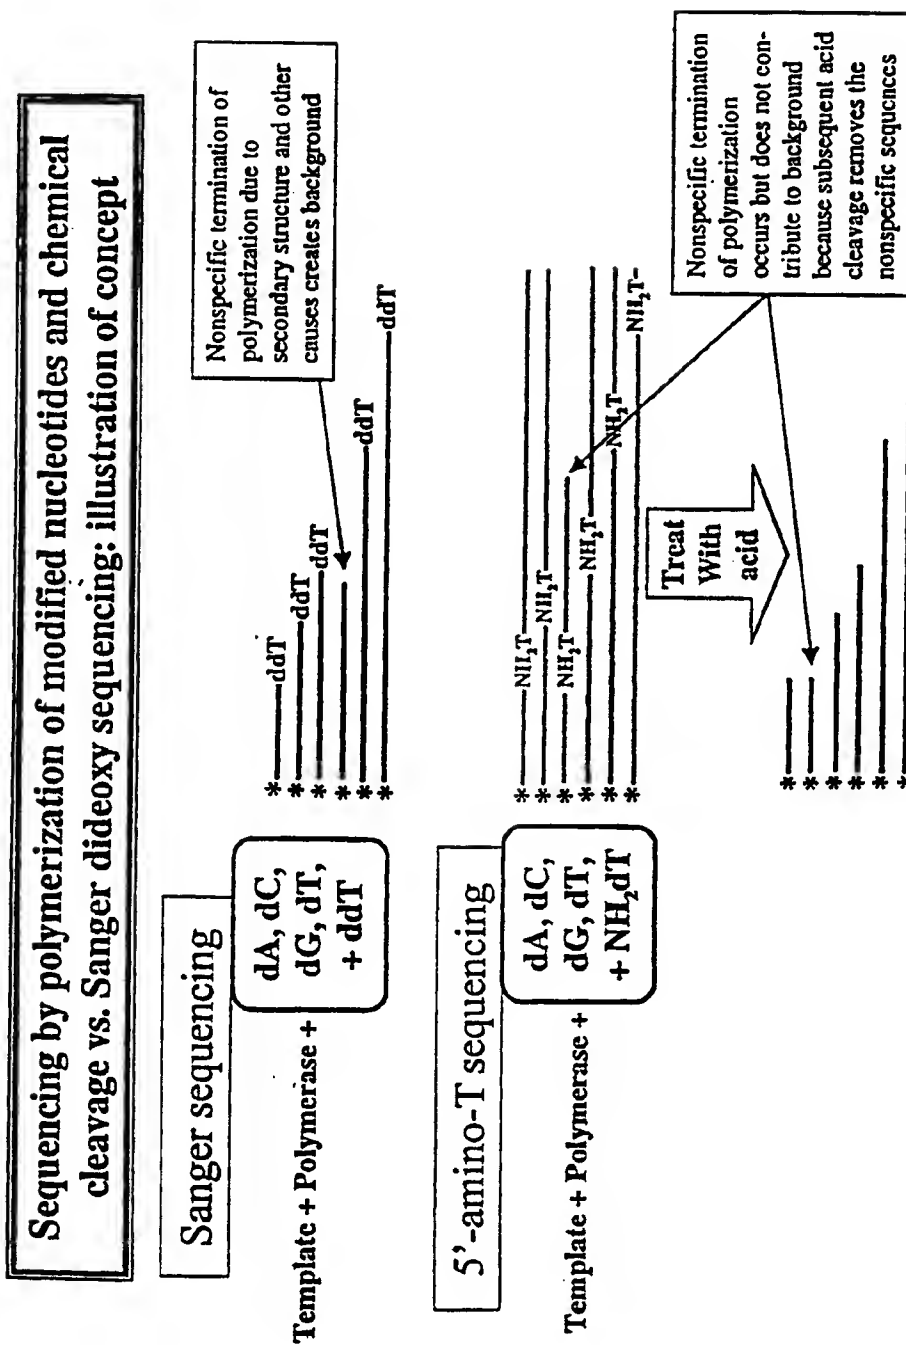 Sequencing by polymerization of modified nucleotides and chemical
cleavage vs. Sanger dideoxy sequencing: illustration of concept
Sanger sequencing
Template + Polymerase +
dA, dC,
dG, dT,
+ ddT
*ddT
*ddT
*ddT
*
*ddT
*ddT
Nonspecific termination of
polymerization due to
secondary structure and other
causes creates background
5’-amino-T sequencing
Template + Polymerase +
dA, dC,
dG, dT,
+ NH₂dT
*NH₂T
*NH₂T
*NH₂T
*NH₂T
*NH₂T
*NH₂T
Treat
With
acid
*
*
*
*
*
*
Nonspecific termination
of polymerization
occurs but does not con-
tribute to background
because subsequent acid
cleavage removes the
nonspecific sequences